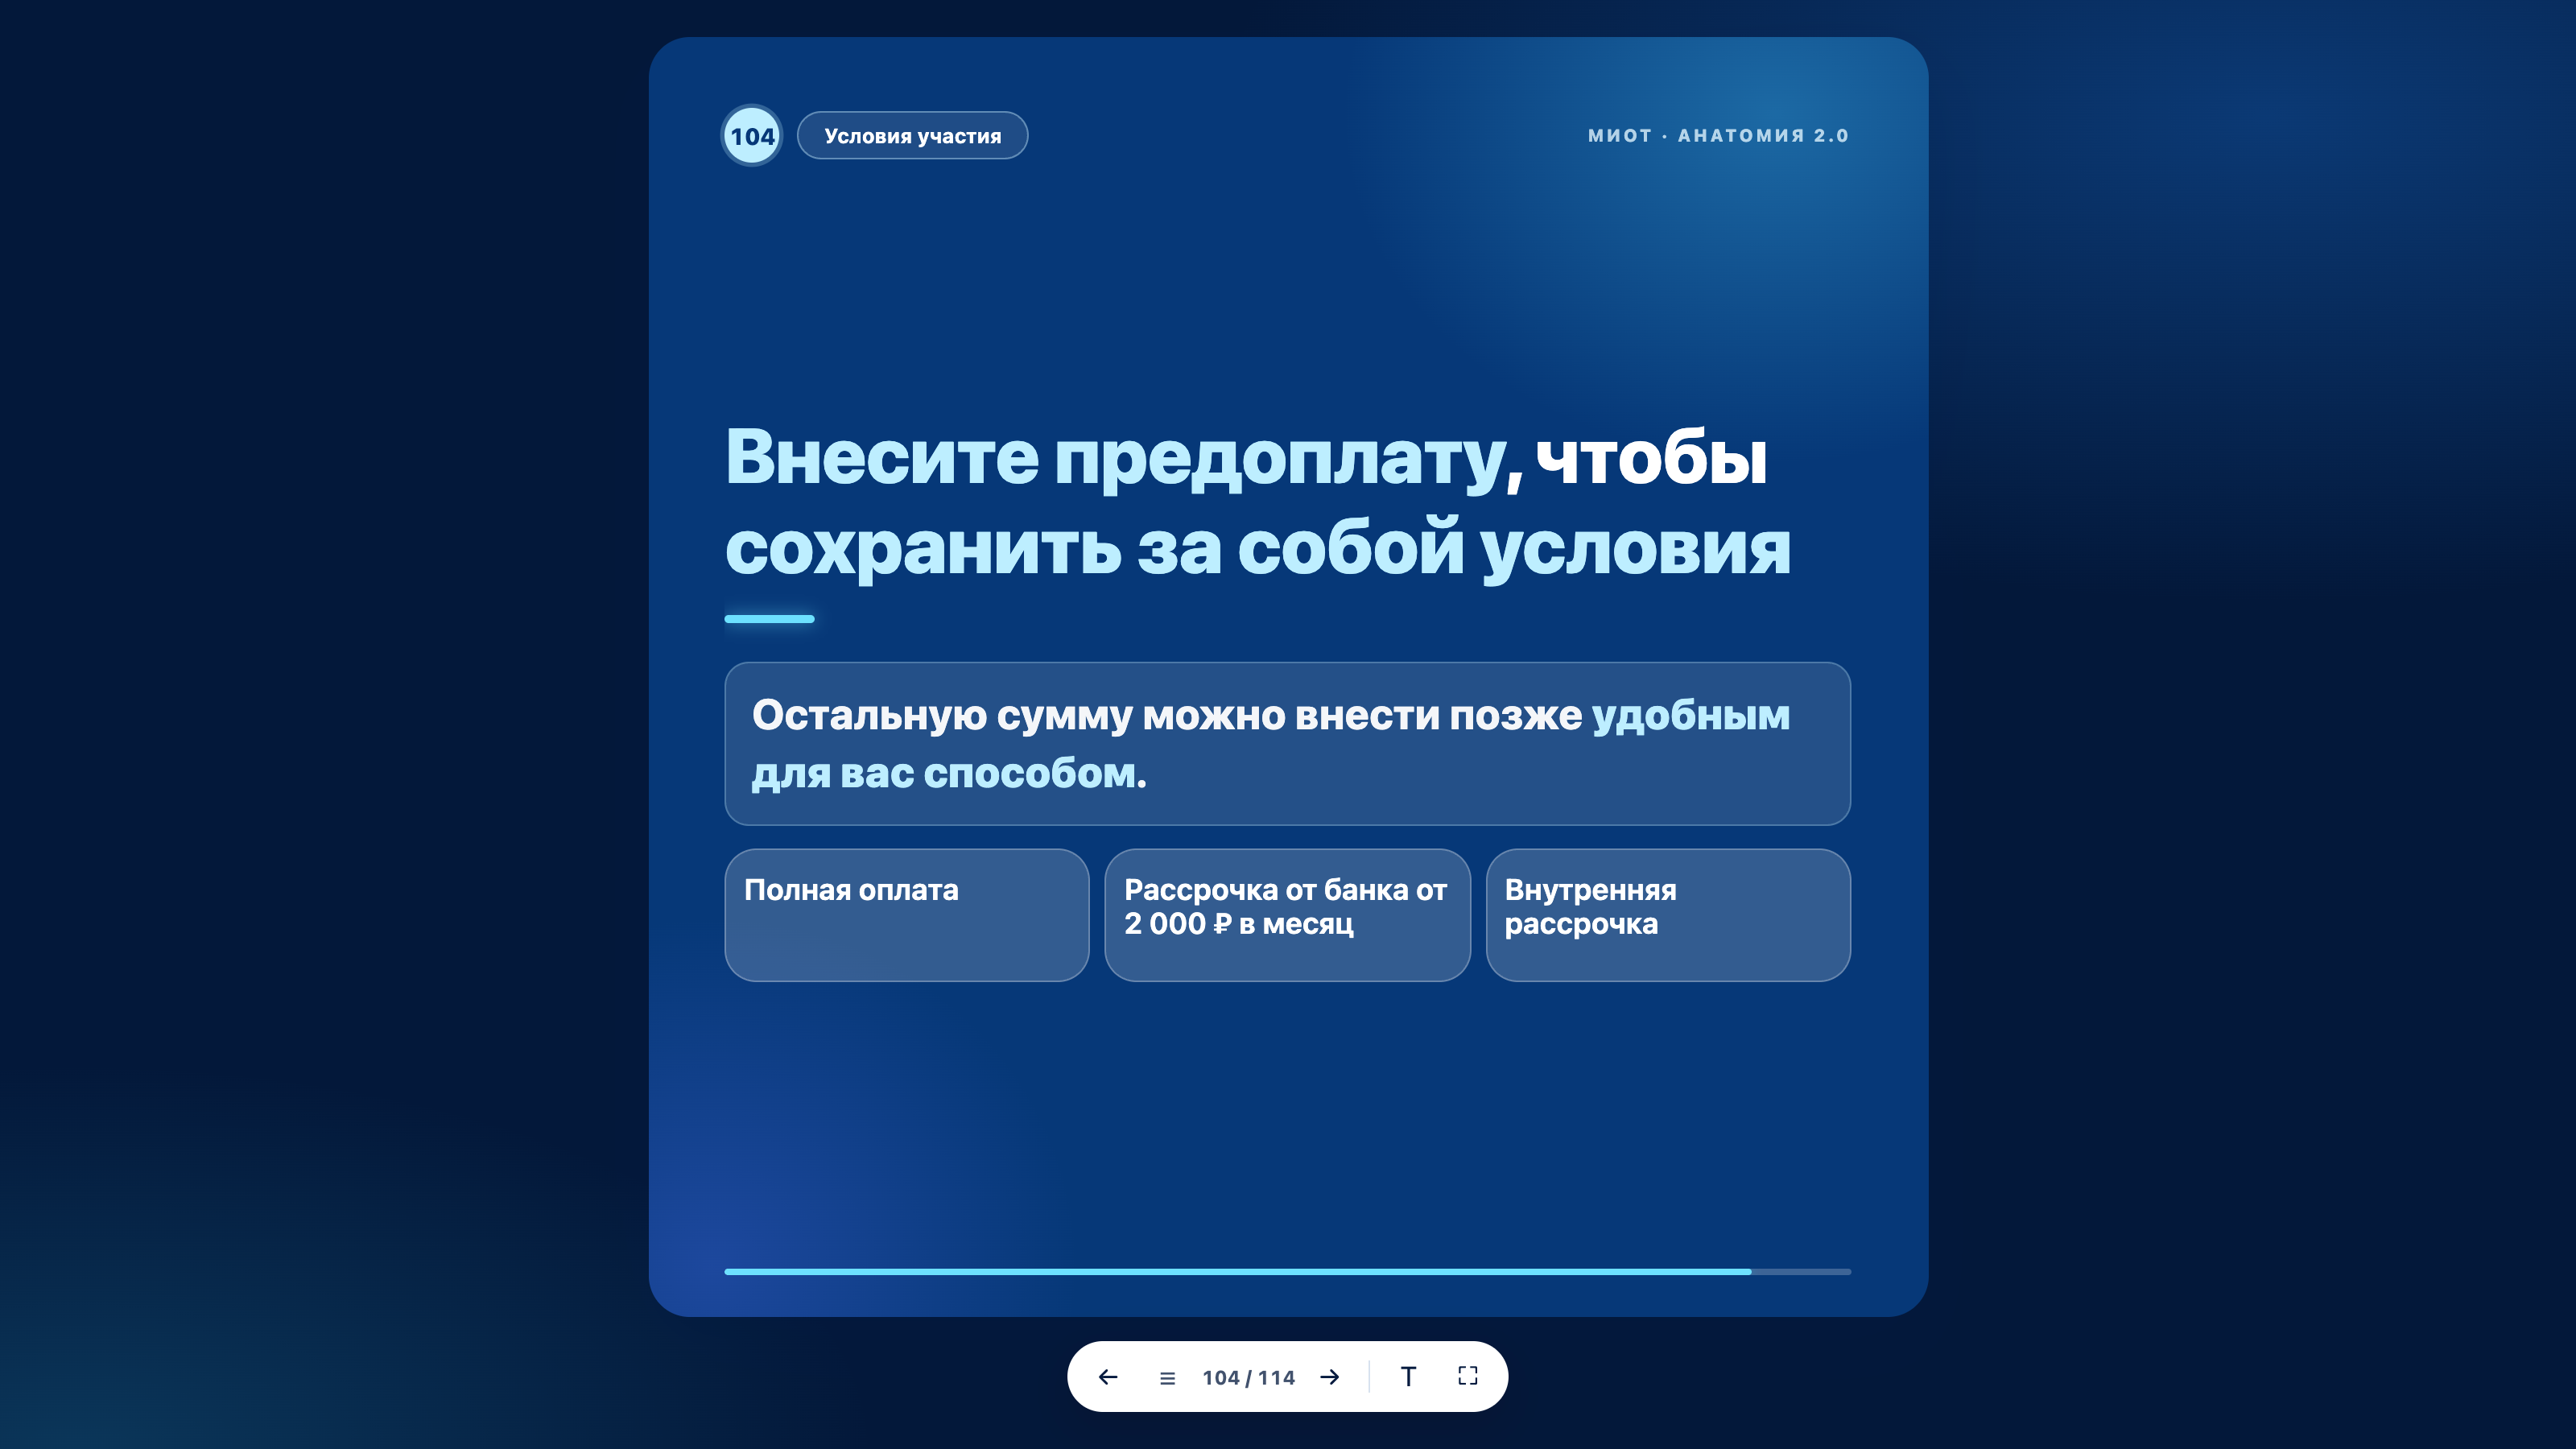 104
Условия участия
МИОТ · АНАТОМИЯ 2.0
Внесите предоплату, чтобы
сохранить за собой условия
Остальную сумму можно внести позже удобным
для вас способом.
Полная оплата
Рассрочка от банка от
2 000 ₽ в месяц
Внутренняя
рассрочка
104 / 114
T